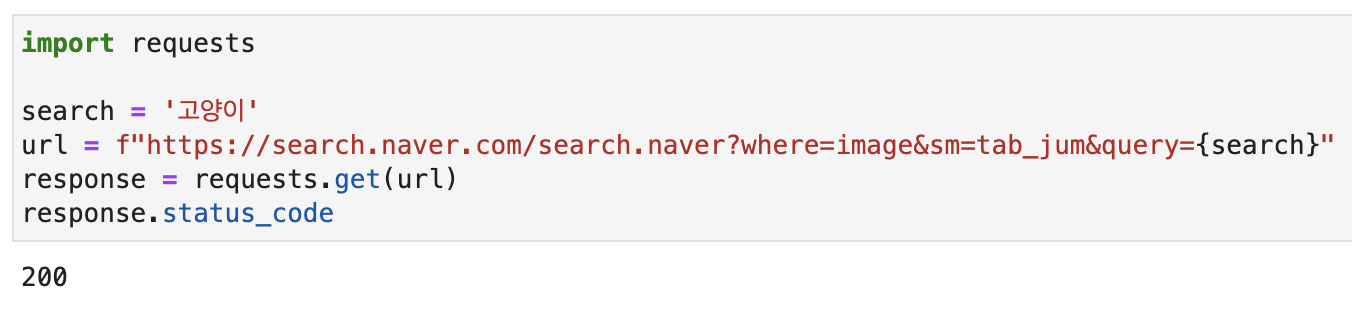 import requests
search = '고양이'
url = f"https://search.naver.com/search.naver?where=image&sm=tab_jum&query={search}"
response = requests.get(url)
response.status_code
200